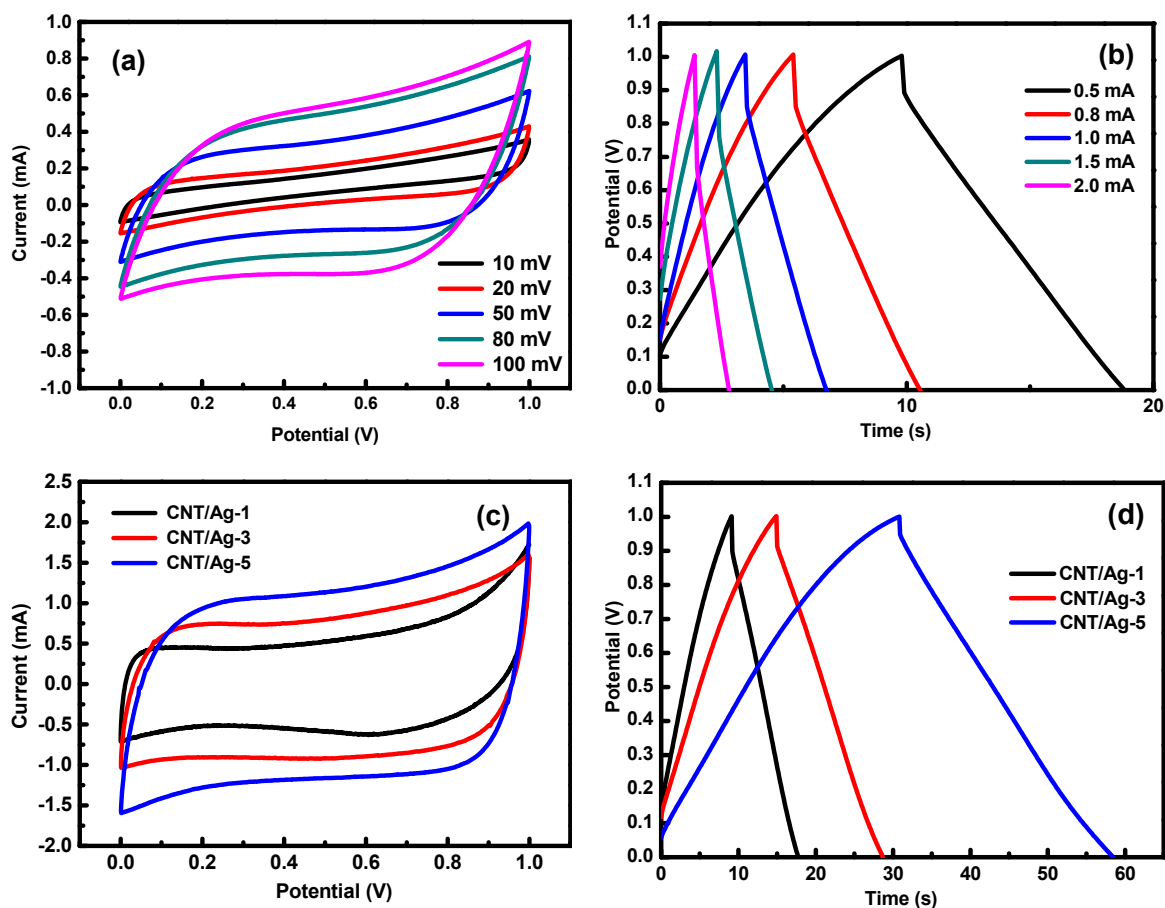 (a)
Current (mA)
1.0
0.8
0.6
0.4
0.2
0.0
-0.2
-0.4
-0.6
-0.8
-1.0
10 mV
20 mV
50 mV
80 mV
100 mV
0.0 0.2 0.4 0.6 0.8 1.0
Potential (V)
(b)
Potential (V)
1.1
1.0
0.9
0.8
0.7
0.6
0.5
0.4
0.3
0.2
0.1
0.0
0.5 mA
0.8 mA
1.0 mA
1.5 mA
2.0 mA
0 10 20
Time (s)
(c)
Current (mA)
2.5
2.0
1.5
1.0
0.5
0.0
-0.5
-1.0
-1.5
-2.0
CNT/Ag-1
CNT/Ag-3
CNT/Ag-5
0.0 0.2 0.4 0.6 0.8 1.0
Potential (V)
(d)
Potential (V)
1.1
1.0
0.9
0.8
0.7
0.6
0.5
0.4
0.3
0.2
0.1
0.0
CNT/Ag-1
CNT/Ag-3
CNT/Ag-5
0 10 20 30 40 50 60
Time (s)